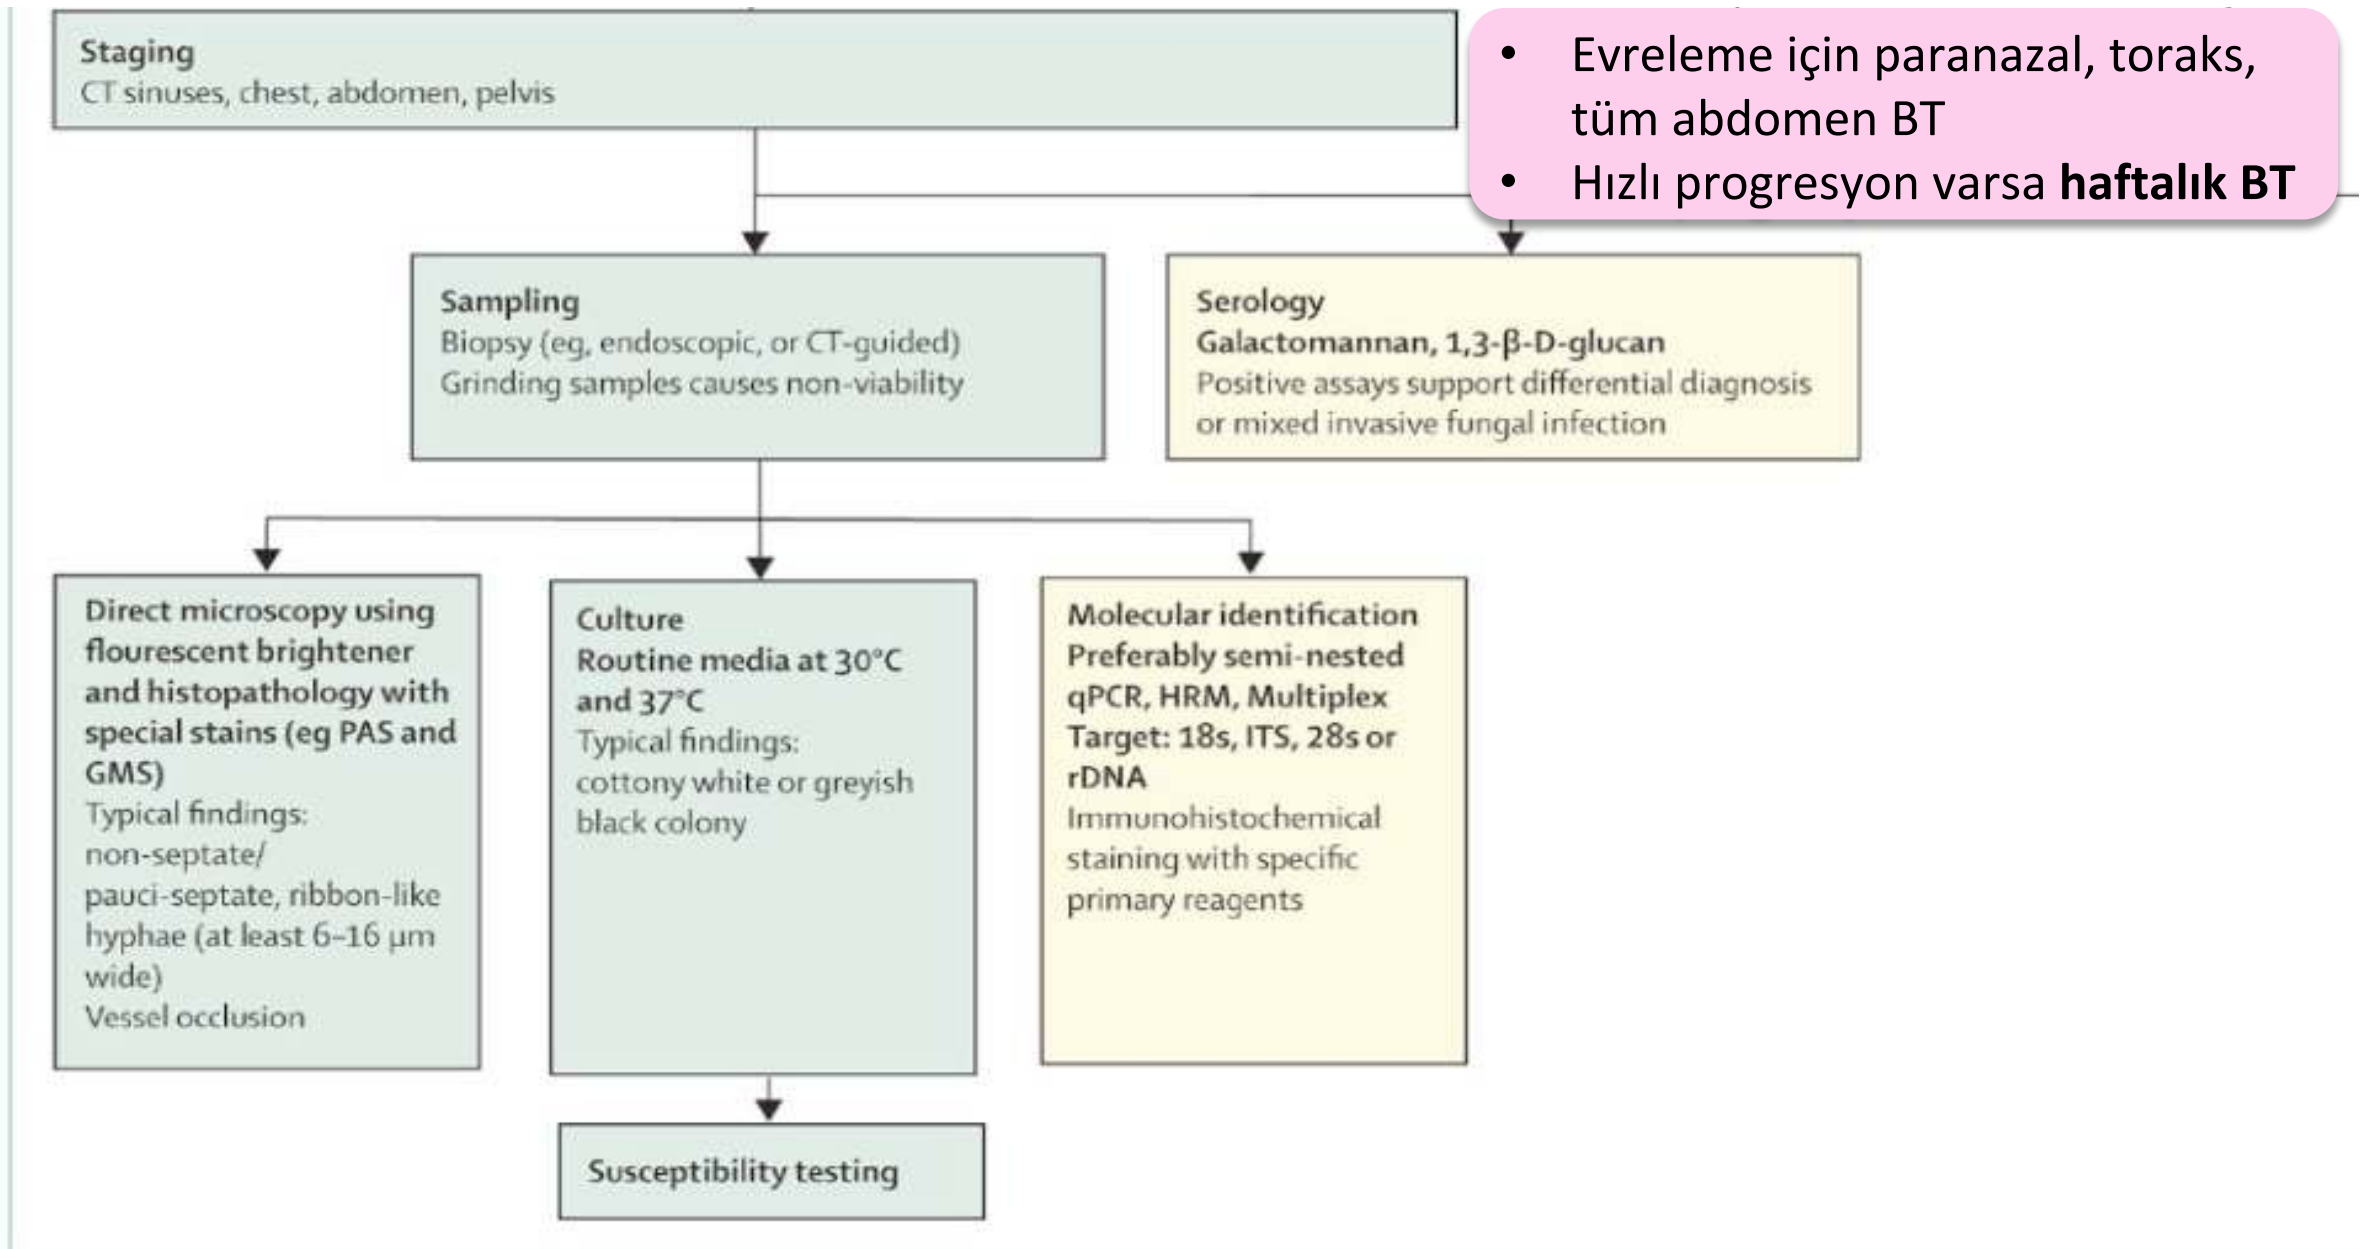 Staging
CT sinuses, chest, abdomen, pelvis
• Evreleme için paranazal, toraks,
tüm abdomen BT
• Hızlı progresyon varsa haftalık BT
Sampling
Biopsy (eg, endoscopic, or CT-guided)
Grinding samples causes non-viability
Serology
Galactomannan, 1,3-β-D-glucan
Positive assays support differential diagnosis
or mixed invasive fungal infection
Direct microscopy using
flourescent brightener
and histopathology with
special stains (eg PAS and
GMS)
Typical findings:
non-septate/
pauci-septate, ribbon-like
hyphae (at least 6–16 µm
wide)
Vessel occlusion
Culture
Routine media at 30°C
and 37°C
Typical findings:
cottony white or greyish
black colony
Molecular identification
Preferably semi-nested
qPCR, HRM, Multiplex
Target: 18s, ITS, 28s or
rDNA
Immunohistochemical
staining with specific
primary reagents
Susceptibility testing